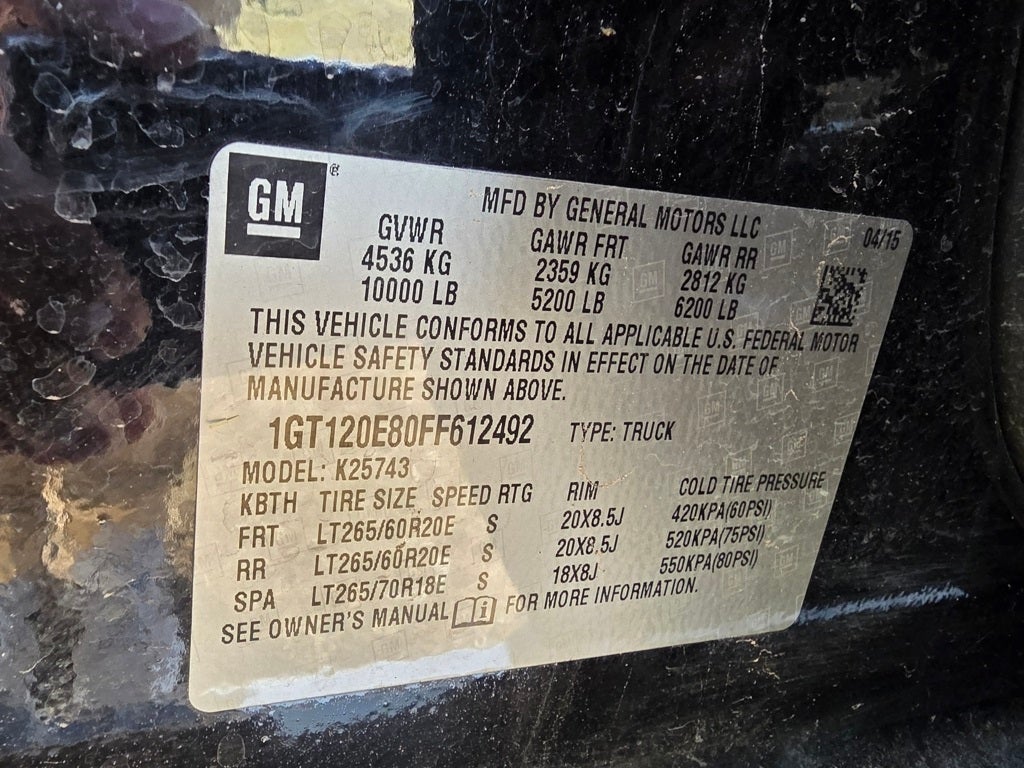 GM ®
MFD BY GENERAL MOTORS LLC
04/15
GVWR GAWR FRT GAWR RR
4536 KG 2359 KG 2812 KG
10000 LB 5200 LB 6200 LB
THIS VEHICLE CONFORMS TO ALL APPLICABLE U.S. FEDERAL MOTOR
VEHICLE SAFETY STANDARDS IN EFFECT ON THE DATE OF
MANUFACTURE SHOWN ABOVE.
1GT120E80FF612492 TYPE: TRUCK
MODEL: K25743
KBTH TIRE SIZE SPEED RTG RIM COLD TIRE PRESSURE
FRT LT265/60R20E S 20X8.5J 420KPA(60PSI)
RR LT265/60R20E S 20X8.5J 520KPA(75PSI)
SPA LT265/70R18E S 18X8J 550KPA(80PSI)
SEE OWNER'S MANUAL FOR MORE INFORMATION.